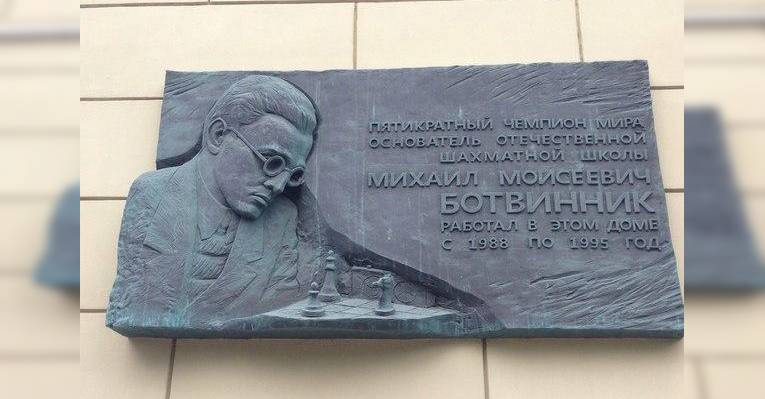 ПЯТИКРАТНЫЙ ЧЕМПИОН МИРА
ОСНОВАТЕЛЬ ОТЕЧЕСТВЕННОЙ
ШАХМАТНОЙ ШКОЛЫ
МИХАИЛ МОИСЕЕВИЧ
БОТВИННИК
РАБОТАЛ В ЭТОМ ДОМЕ
С 1988 ПО 1995 ГОД